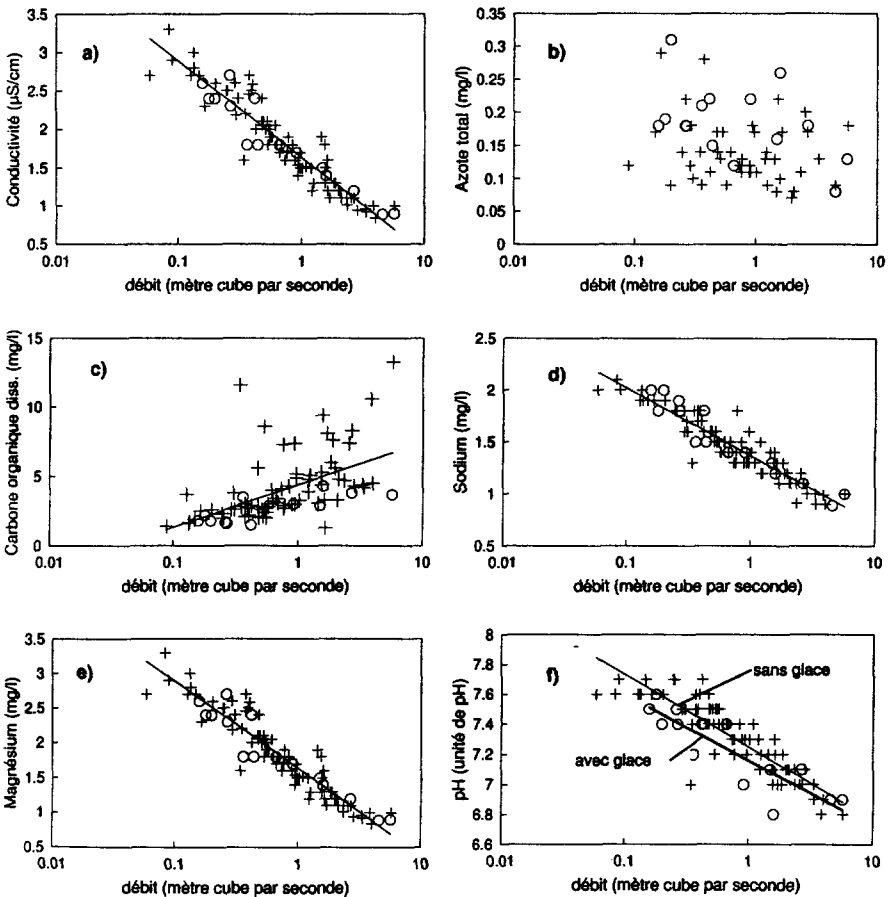 a)
Conductivité (µS/cm)
3.5
3
2.5
2
1.5
1
0.5
0.01 0.1 1 10
débit (mètre cube par seconde)
b)
Azote total (mg/l)
0.35
0.3
0.25
0.2
0.15
0.1
0.05
0
0.01 0.1 1 10
débit (mètre cube par seconde)
c)
Carbone organique diss. (mg/l)
15
10
5
0
0.01 0.1 1 10
débit (mètre cube par seconde)
d)
Sodium (mg/l)
2.5
2
1.5
1
0.5
0.01 0.1 1 10
débit (mètre cube par seconde)
e)
Magnésium (mg/l)
3.5
3
2.5
2
1.5
1
0.5
0.01 0.1 1 10
débit (mètre cube par seconde)
f)
pH (unité de pH)
8
7.8
7.6
7.4
7.2
7
6.8
6.6
sans glace
avec glace
0.01 0.1 1 10
débit (mètre cube par seconde)